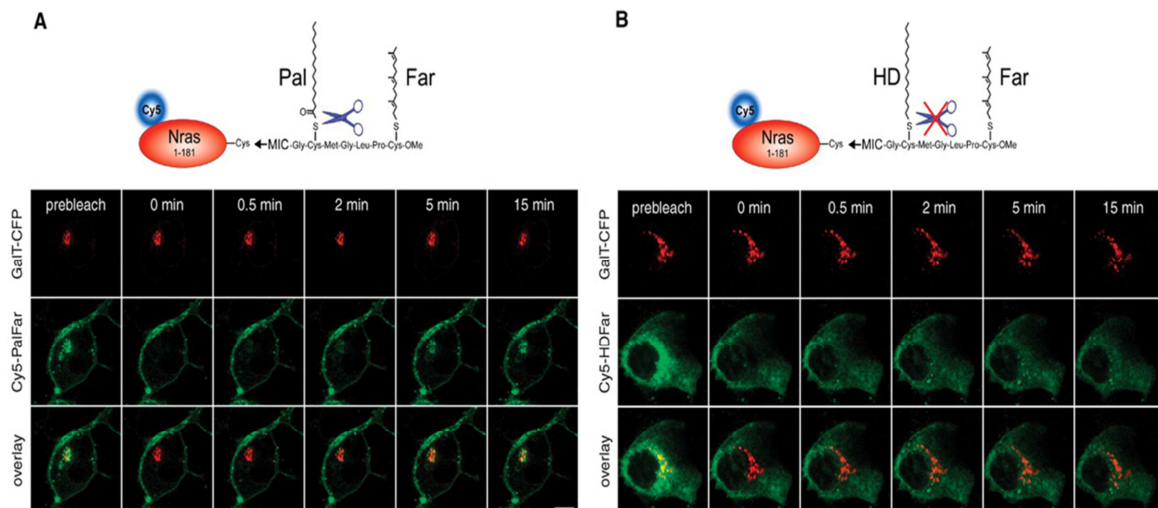 A
Pal
Far
O
S
S
Cy5
Nras
1-181
Cys
MIC-Gly-Cys-Met-Gly-Leu-Pro-Cys-OMe
prebleach
0 min
0.5 min
2 min
5 min
15 min
GalT-CFP
Cy5-PalFar
overlay
B
HD
Far
S
S
Cy5
Nras
1-181
Cys
MIC-Gly-Cys-Met-Gly-Leu-Pro-Cys-OMe
prebleach
0 min
0.5 min
2 min
5 min
15 min
GalT-CFP
Cy5-HDFar
overlay